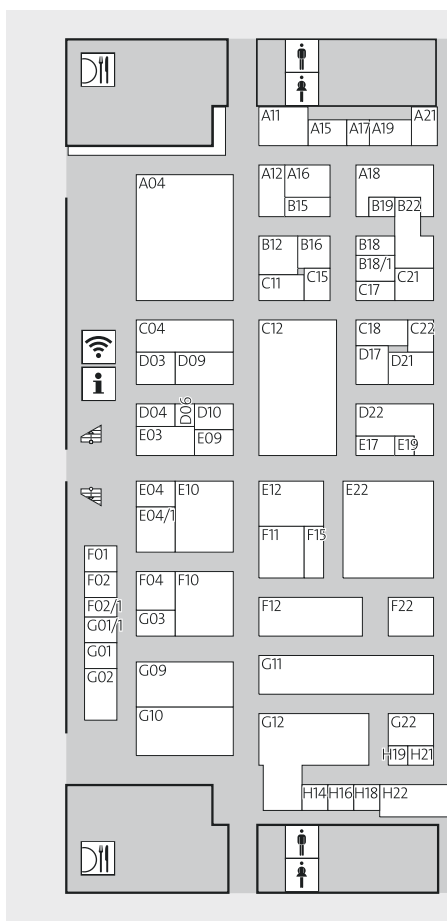 A11
A15
A17
A19
A21
A04
A12
A16
A18
B15
B19
B22
B12
B16
B18
B18/1
C11
C15
C17
C21
C04
C12
C18
C22
D03
D09
D17
D21
D04
D06
D10
D22
E03
E09
E17
E19
i
E04
E10
E12
E22
E04/1
F11
F15
F01
F02
F02/1
G01/1
G01
G02
F04
F10
F12
F22
G03
G11
G09
G10
G12
G22
H19
H21
H14
H16
H18
H22